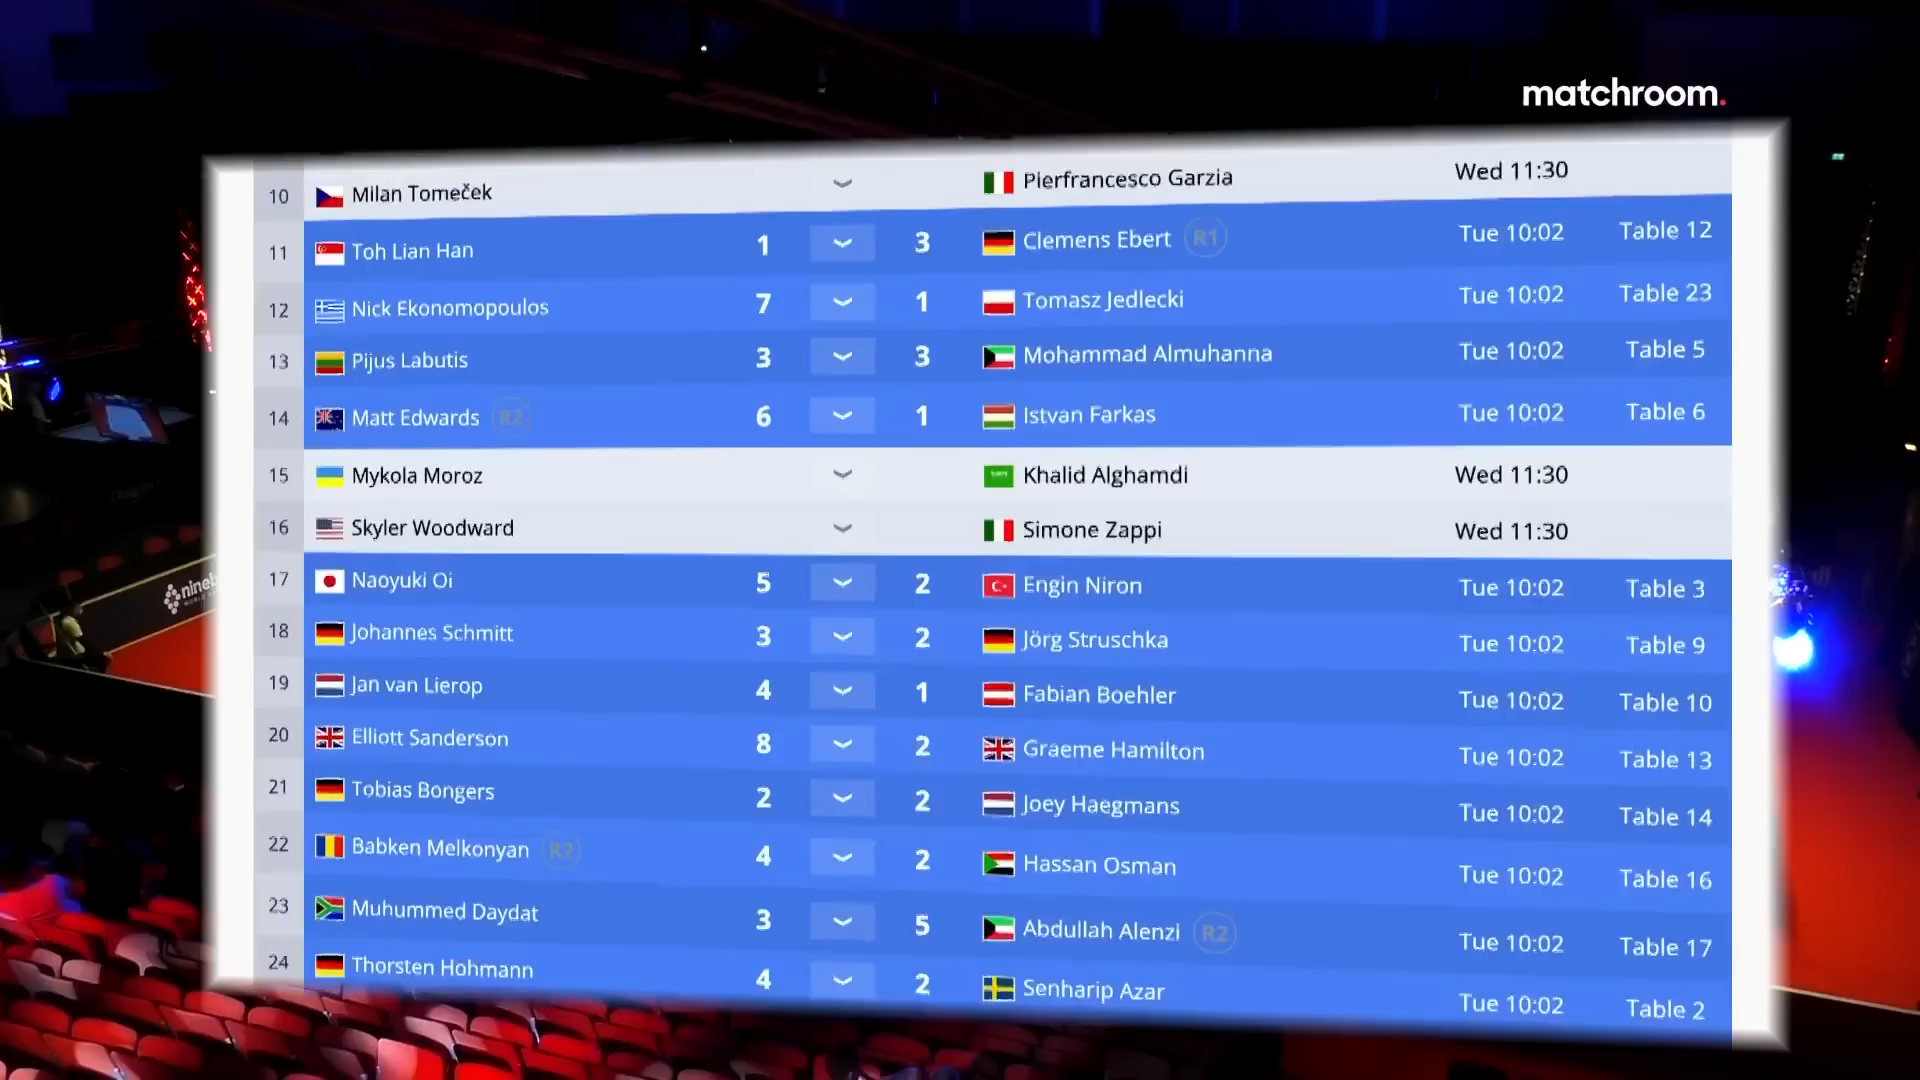 matchroom.
10 Milan Tomeček Pierfrancesco Garzia Wed 11:30
11 Toh Lian Han 1 3 Clemens Ebert R1 Tue 10:02 Table 12
12 Nick Ekonomopoulos 7 1 Tomasz Jedlecki Tue 10:02 Table 23
13 Pijus Labutis 3 3 Mohammad Almuhanna Tue 10:02 Table 5
14 Matt Edwards R2 6 1 Istvan Farkas Tue 10:02 Table 6
15 Mykola Moroz Khalid Alghamdi Wed 11:30
16 Skyler Woodward Simone Zappi Wed 11:30
17 Naoyuki Oi 5 2 Engin Niron Tue 10:02 Table 3
18 Johannes Schmitt 3 2 Jörg Struschka Tue 10:02 Table 9
19 Jan van Lierop 4 1 Fabian Boehler Tue 10:02 Table 10
20 Elliott Sanderson 8 2 Graeme Hamilton Tue 10:02 Table 13
21 Tobias Bongers 2 2 Joey Haegmans Tue 10:02 Table 14
22 Babken Melkonyan R2 4 2 Hassan Osman Tue 10:02 Table 16
23 Muhummed Daydat 3 5 Abdullah Alenzi R2 Tue 10:02 Table 17
24 Thorsten Hohmann 4 2 Senharip Azar Tue 10:02 Table 2